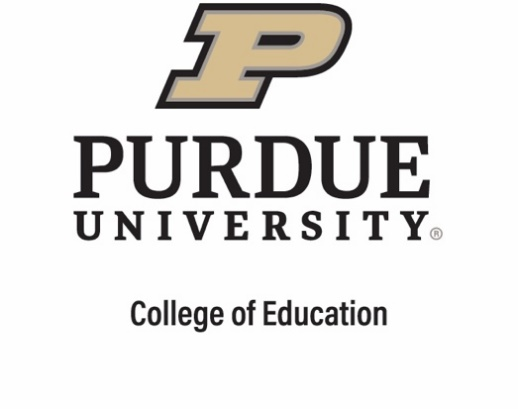 P
PURDUE
UNIVERSITY®
College of Education